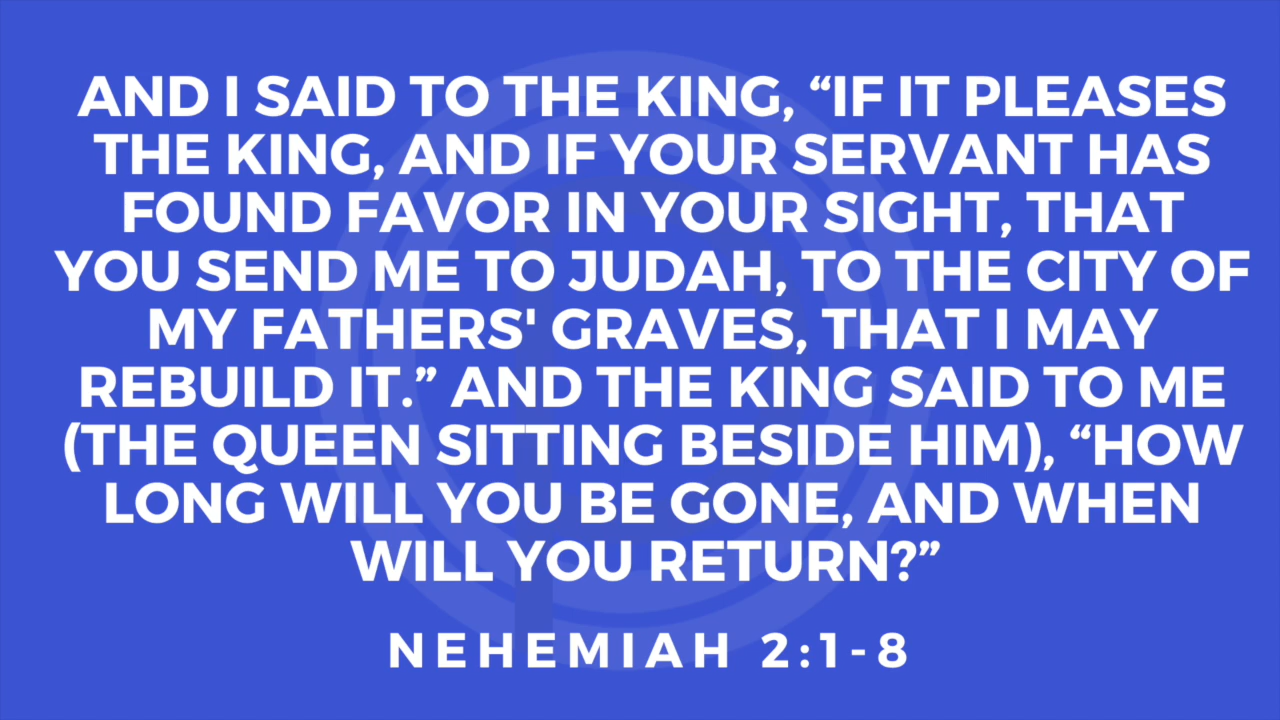 AND I SAID TO THE KING, “IF IT PLEASES
THE KING, AND IF YOUR SERVANT HAS
FOUND FAVOR IN YOUR SIGHT, THAT
YOU SEND ME TO JUDAH, TO THE CITY OF
MY FATHERS' GRAVES, THAT I MAY
REBUILD IT.” AND THE KING SAID TO ME
(THE QUEEN SITTING BESIDE HIM), “HOW
LONG WILL YOU BE GONE, AND WHEN
WILL YOU RETURN?”
NEHEMIAH 2:1-8